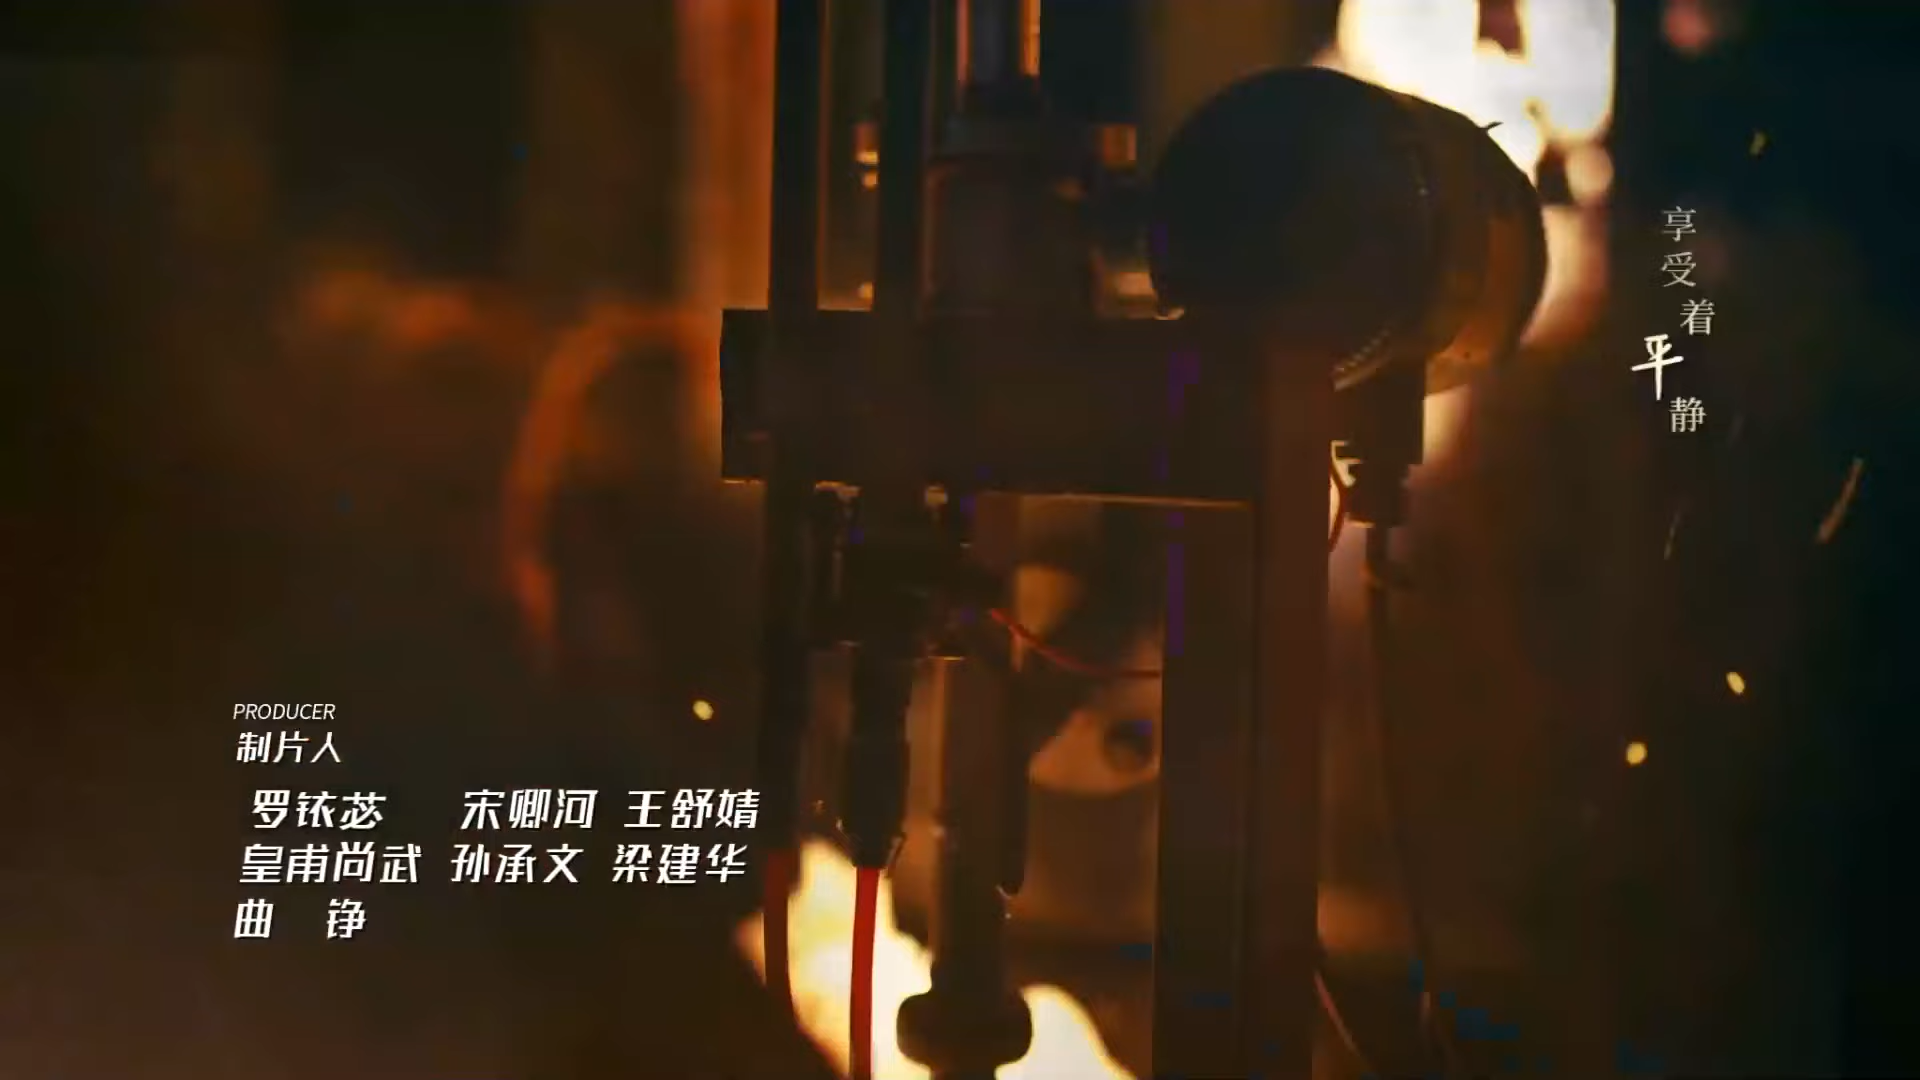 PRODUCER
制片人
罗铱苾 宋卿河 王舒婧
皇甫尚武 孙承文 梁建华
曲 铮
享受着平静